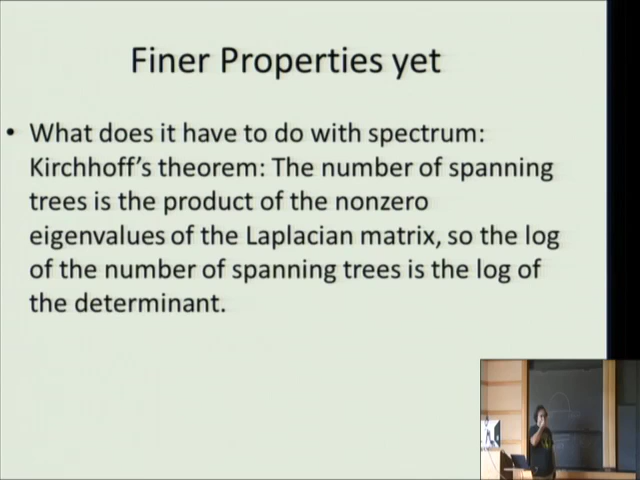 Finer Properties yet
• What does it have to do with spectrum:
Kirchhoff's theorem: The number of spanning
trees is the product of the nonzero
eigenvalues of the Laplacian matrix, so the log
of the number of spanning trees is the log of
the determinant.